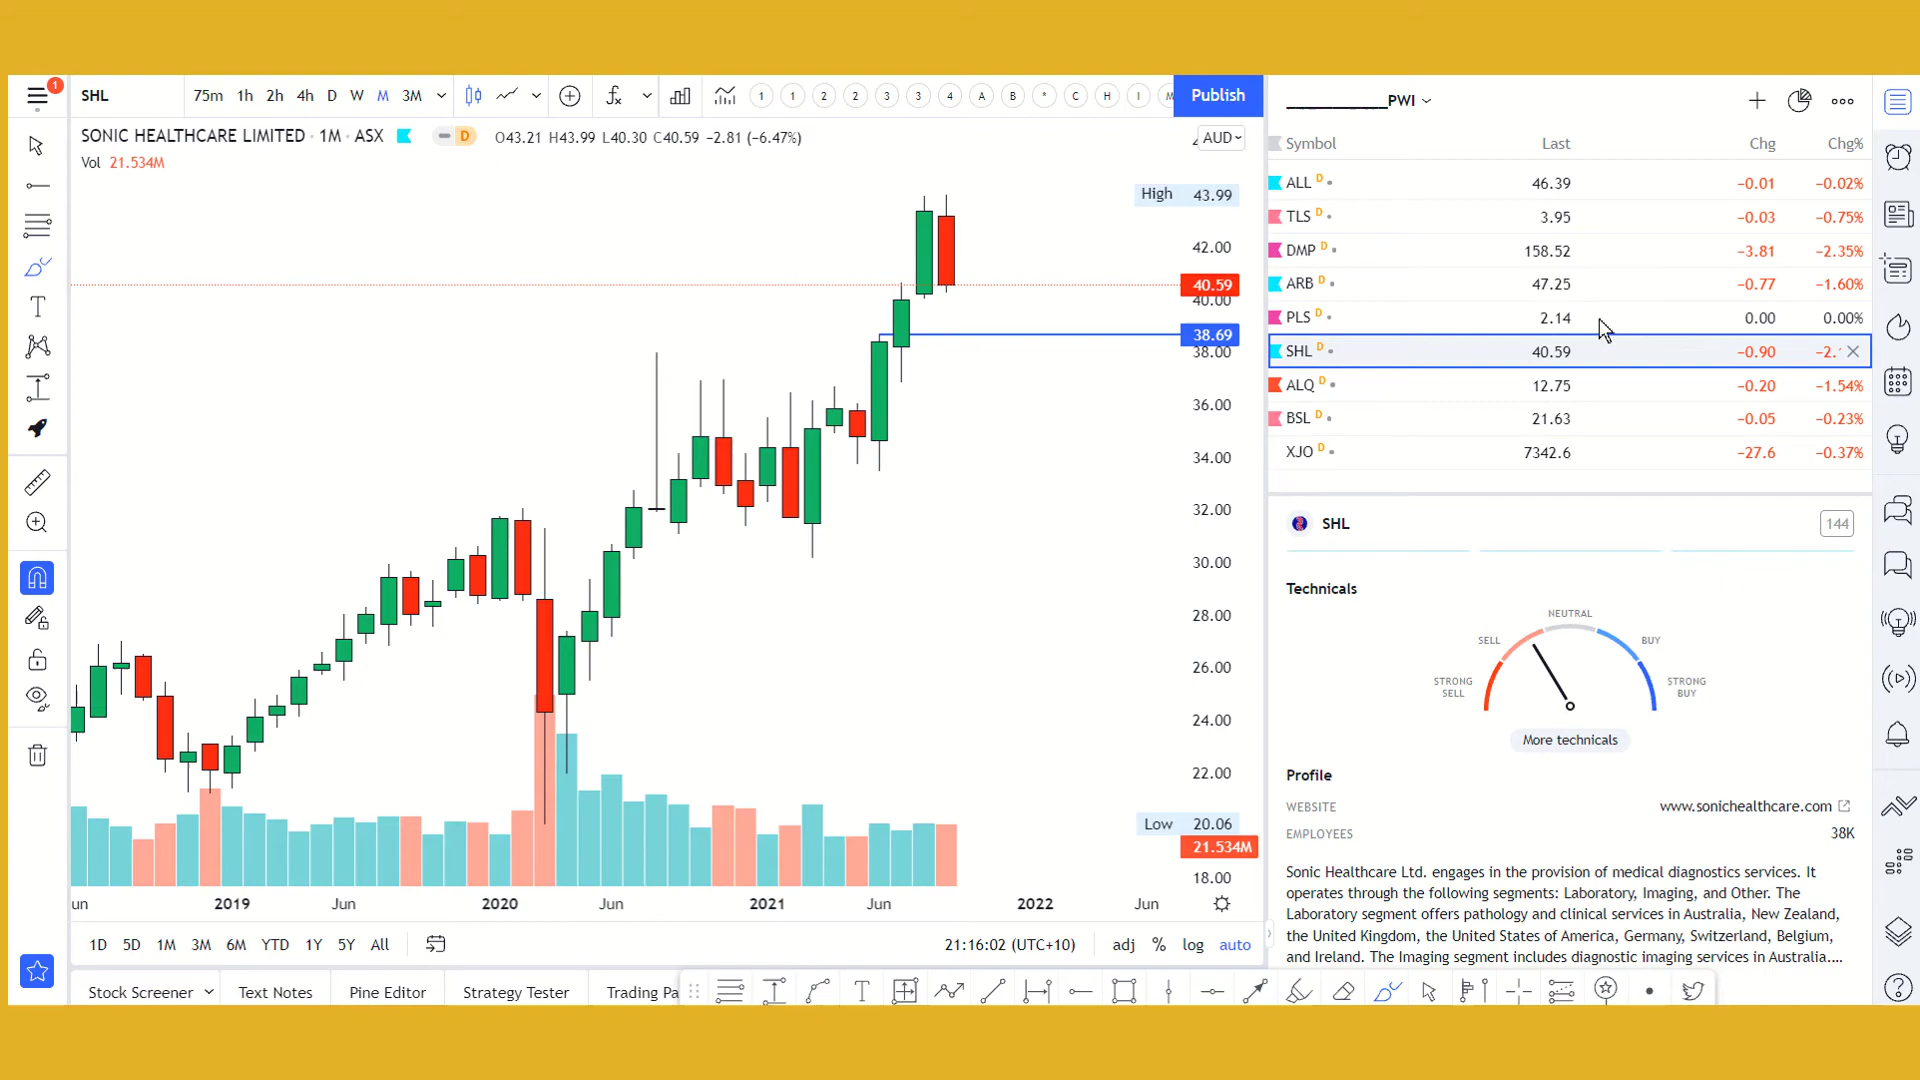 1
SHL 75m 1h 2h 4h D W M 3M 1 1 2 2 3 3 4 A B * C H I M Publish
____________PWI
SONIC HEALTHCARE LIMITED · 1M · ASX D O43.21 H43.99 L40.30 C40.59 −2.81 (−6.47%) AUD
Vol 21.534M
High 43.99
42.00
40.59
40.00
38.69
38.00
36.00
34.00
32.00
30.00
28.00
26.00
24.00
22.00
Low 20.06
21.534M
18.00
un 2019 Jun 2020 Jun 2021 Jun 2022 Jun
1D 5D 1M 3M 6M YTD 1Y 5Y All 21:16:02 (UTC+10) adj % log auto
Stock Screener Text Notes Pine Editor Strategy Tester Trading Pa
Symbol Last Chg Chg%
ALL D 46.39 −0.01 −0.02%
TLS D 3.95 −0.03 −0.75%
DMP D 158.52 −3.81 −2.35%
ARB D 47.25 −0.77 −1.60%
PLS D 2.14 0.00 0.00%
SHL D 40.59 −0.90 −2.
ALQ D 12.75 −0.20 −1.54%
BSL D 21.63 −0.05 −0.23%
XJO D 7342.6 −27.6 −0.37%
SHL 144
Technicals
NEUTRAL
SELL BUY
STRONG SELL STRONG BUY
More technicals
Profile
WEBSITE www.sonichealthcare.com
EMPLOYEES 38K
Sonic Healthcare Ltd. engages in the provision of medical diagnostics services. It
operates through the following segments: Laboratory, Imaging, and Other. The
Laboratory segment offers pathology and clinical services in Australia, New Zealand,
the United Kingdom, the United States of America, Germany, Switzerland, Belgium,
and Ireland. The Imaging segment includes diagnostic imaging services in Australia....